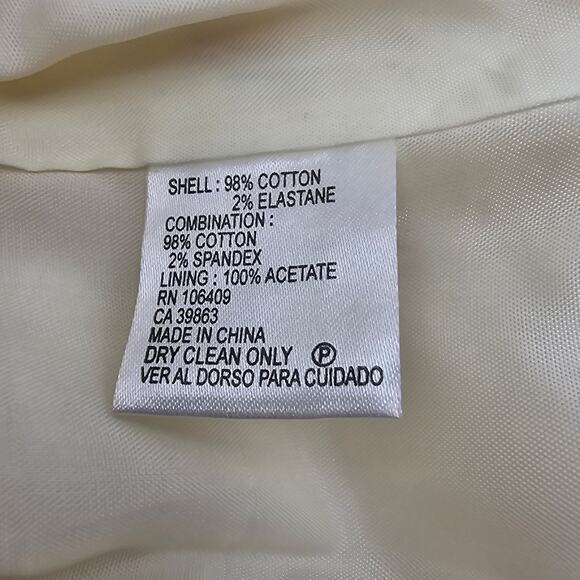 SHELL : 98% COTTON
2% ELASTANE
COMBINATION :
98% COTTON
2% SPANDEX
LINING : 100% ACETATE
RN 106409
CA 39863
MADE IN CHINA
DRY CLEAN ONLY Ⓟ
VER AL DORSO PARA CUIDADO